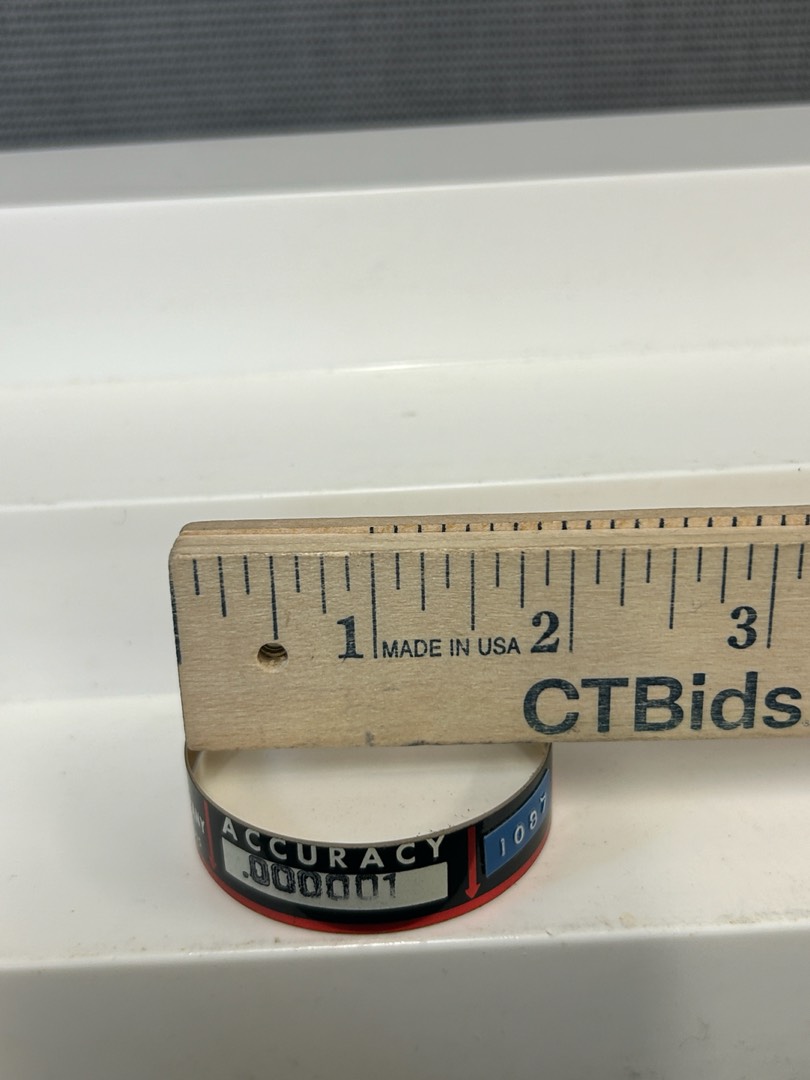 1 MADE IN USA 2 3
CTBids
ACCURACY
.000001